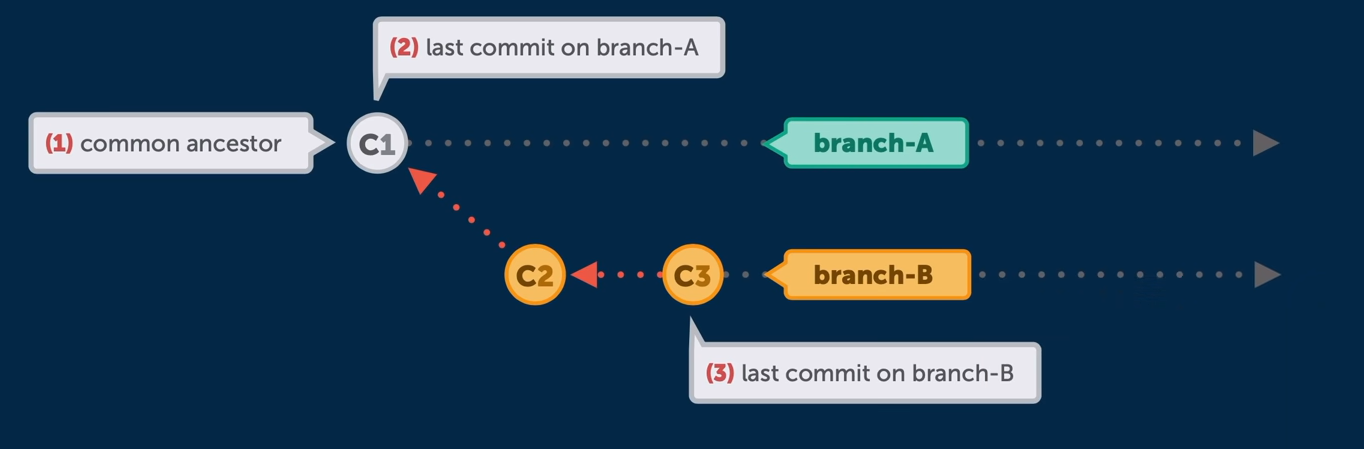 (2) last commit on branch-A
(1) common ancestor
C1
branch-A
C2
C3
branch-B
(3) last commit on branch-B